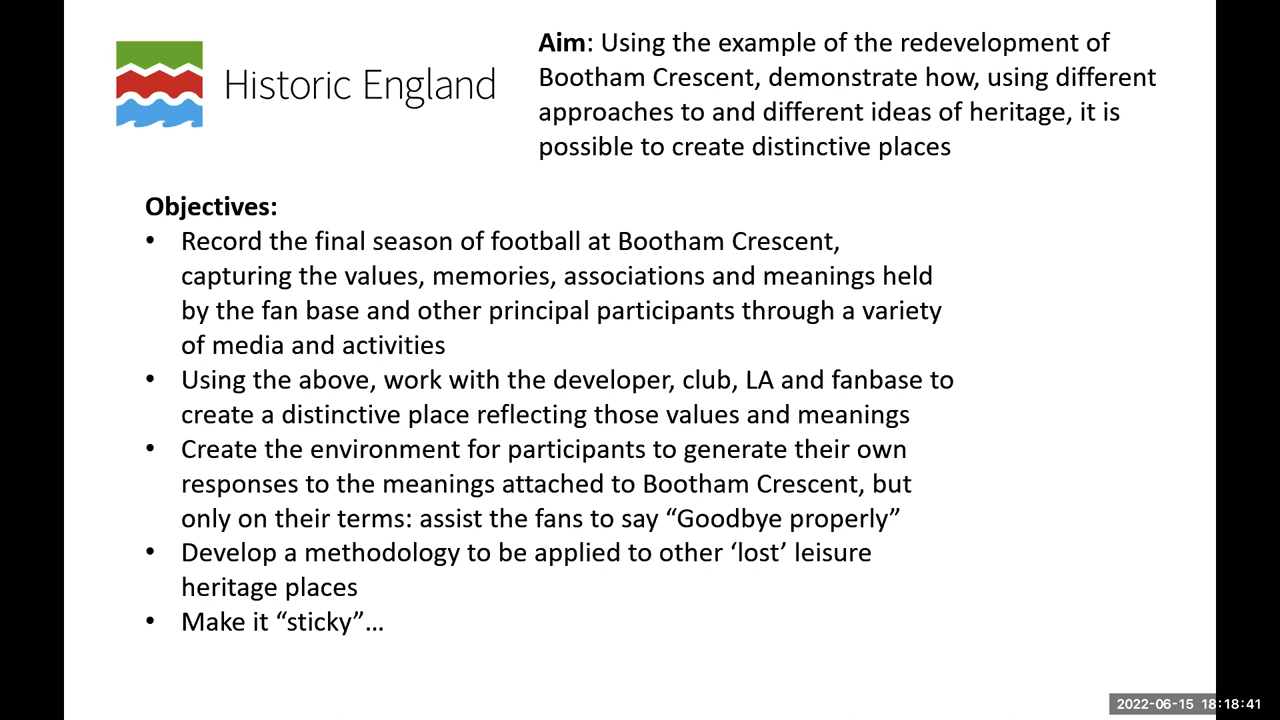 Historic England
Aim: Using the example of the redevelopment of
Bootham Crescent, demonstrate how, using different
approaches to and different ideas of heritage, it is
possible to create distinctive places
Objectives:
• Record the final season of football at Bootham Crescent,
capturing the values, memories, associations and meanings held
by the fan base and other principal participants through a variety
of media and activities
• Using the above, work with the developer, club, LA and fanbase to
create a distinctive place reflecting those values and meanings
• Create the environment for participants to generate their own
responses to the meanings attached to Bootham Crescent, but
only on their terms: assist the fans to say “Goodbye properly”
• Develop a methodology to be applied to other ‘lost’ leisure
heritage places
• Make it “sticky”…
2022-06-15 18:18:41